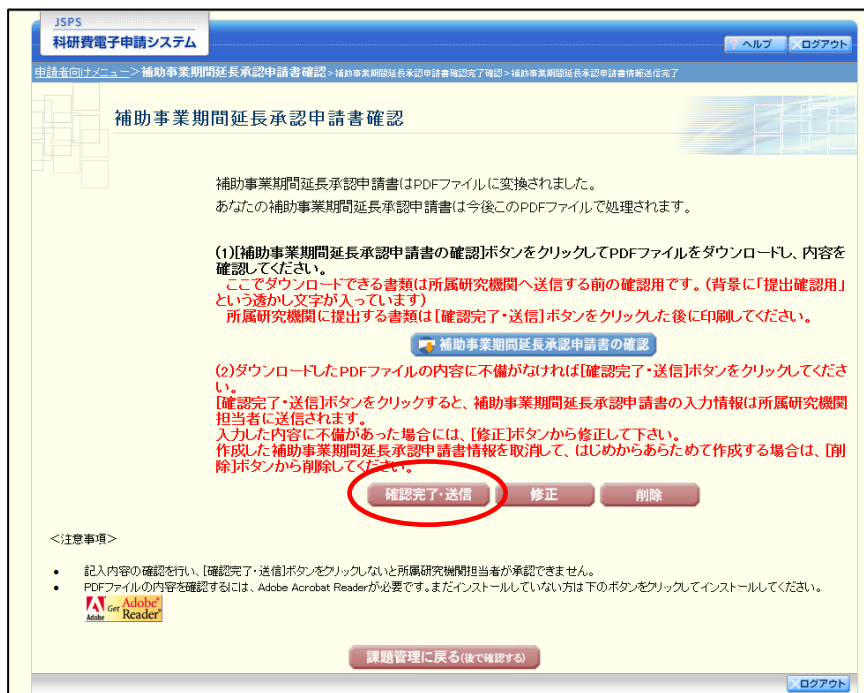 JSPS
科研費電子申請システム
? ヘルプ
ログアウト
申請者向けメニュー>補助事業期間延長承認申請書確認>補助事業期間延長承認申請書確認完了確認>補助事業期間延長承認申請書情報送信完了
補助事業期間延長承認申請書確認
補助事業期間延長承認申請書はPDFファイルに変換されました。
あなたの補助事業期間延長承認申請書は今後このPDFファイルで処理されます。
(1)[補助事業期間延長承認申請書の確認]ボタンをクリックしてPDFファイルをダウンロードし、内容を
確認してください。
ここでダウンロードできる書類は所属研究機関へ送信する前の確認用です。(背景に「提出確認用」
という透かし文字が入っています)
所属研究機関に提出する書類は[確認完了・送信]ボタンをクリックした後に印刷してください。
補助事業期間延長承認申請書の確認
(2)ダウンロードしたPDFファイルの内容に不備がなければ[確認完了・送信]ボタンをクリックしてくださ
い。
[確認完了・送信]ボタンをクリックすると、補助事業期間延長承認申請書の入力情報は所属研究機関
担当者に送信されます。
入力した内容に不備があった場合には、[修正]ボタンから修正して下さい。
作成した補助事業期間延長承認申請書情報を取消して、はじめからあらためて作成する場合は、[削
除]ボタンから削除してください。
確認完了・送信
修正
削除
<注意事項>
• 記入内容の確認を行い、[確認完了・送信]ボタンをクリックしないと所属研究機関担当者が承認できません。
• PDFファイルの内容を確認するには、Adobe Acrobat Readerが必要です。まだインストールしていない方は下のボタンをクリックしてインストールしてください。
Adobe Get Adobe® Reader®
課題管理に戻る(後で確認する)
ログアウト